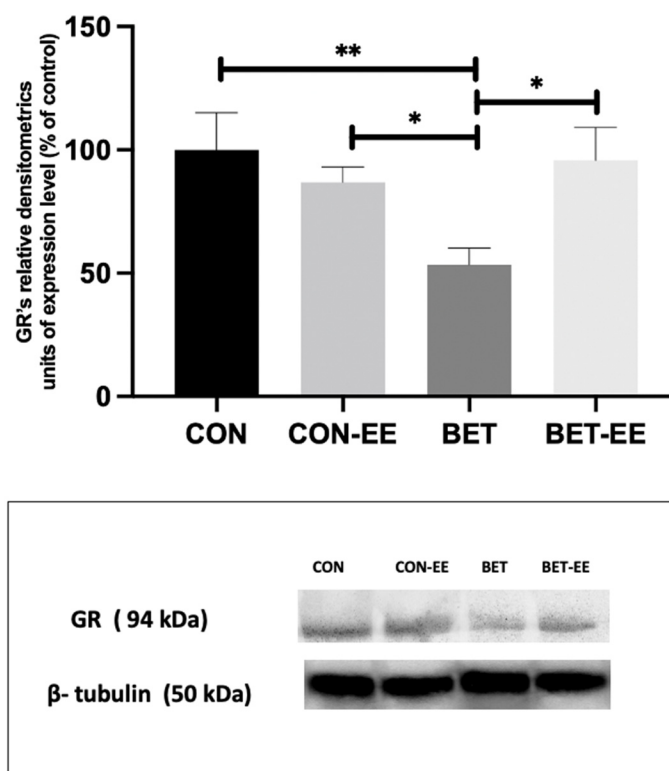 GR's relative densitometrics
units of expression level (% of control)
150
100
50
0
**
*
*
CON CON-EE BET BET-EE
CON CON-EE BET BET-EE
GR ( 94 kDa)
β- tubulin (50 kDa)